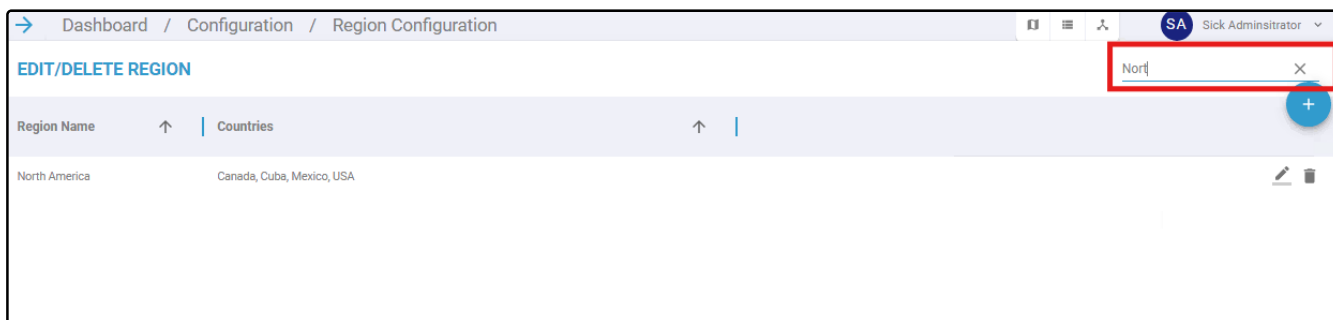 Dashboard / Configuration / Region Configuration
SA Sick Adminsitrator
EDIT/DELETE REGION
Nort
Region Name Countries
North America Canada, Cuba, Mexico, USA